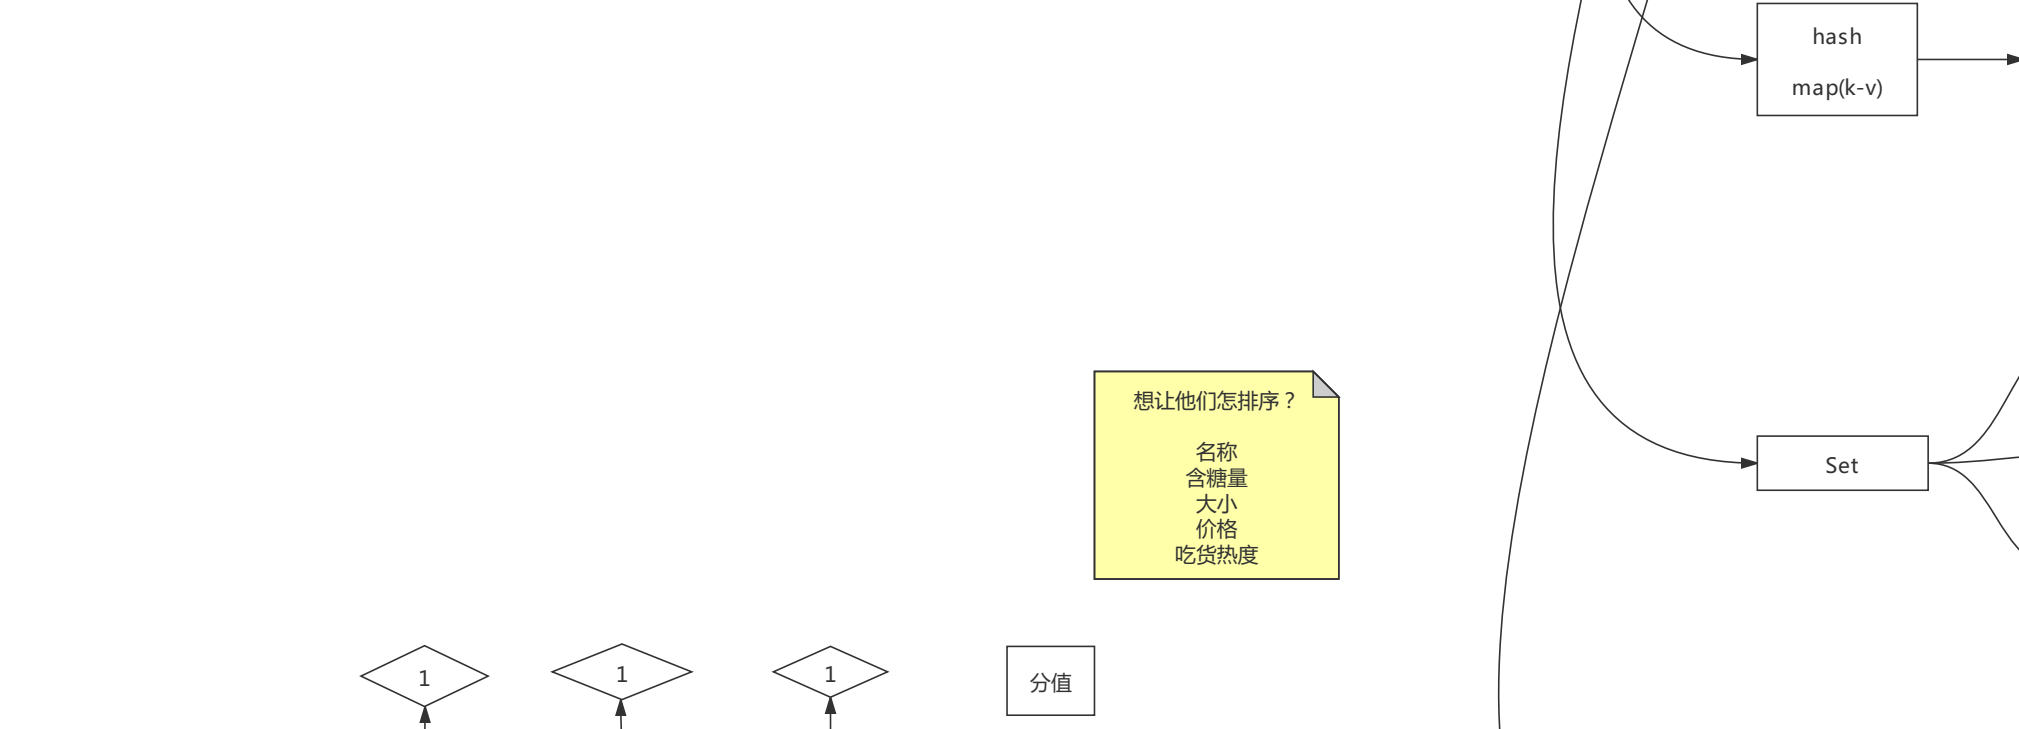 hash
map(k-v)
想让他们怎排序？
名称
含糖量
大小
价格
吃货热度
Set
1
1
1
分值